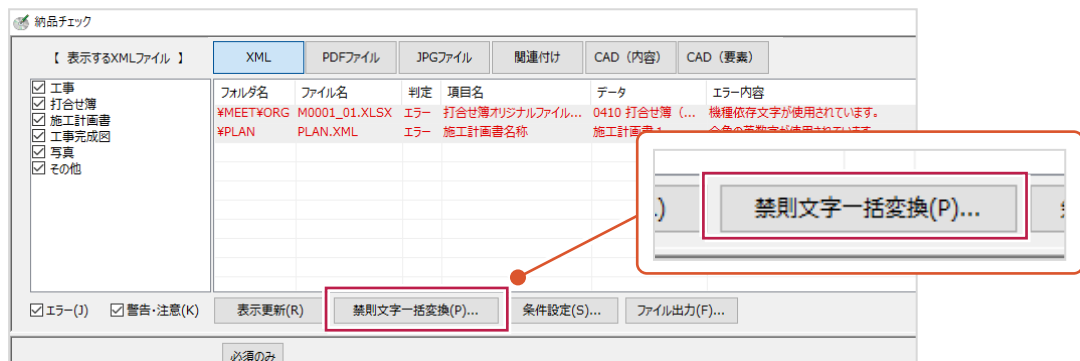 納品チェック
【 表示するXMLファイル 】
XML PDFファイル JPGファイル 関連付け CAD（内容） CAD（要素）
工事
打合せ簿
施工計画書
工事完成図
写真
その他
フォルダ名 ファイル名 判定 項目名 データ エラー内容
¥MEET¥ORG M0001_01.XLSX エラー 打合せ簿オリジナルファイル... 0410 打合せ簿（... 機種依存文字が使用されています。
¥PLAN PLAN.XML エラー 施工計画書名称 施工計画書
禁則文字一括変換(P)...
エラー(J) 警告・注意(K) 表示更新(R) 禁則文字一括変換(P)... 条件設定(S)... ファイル出力(F)...
必須のみ